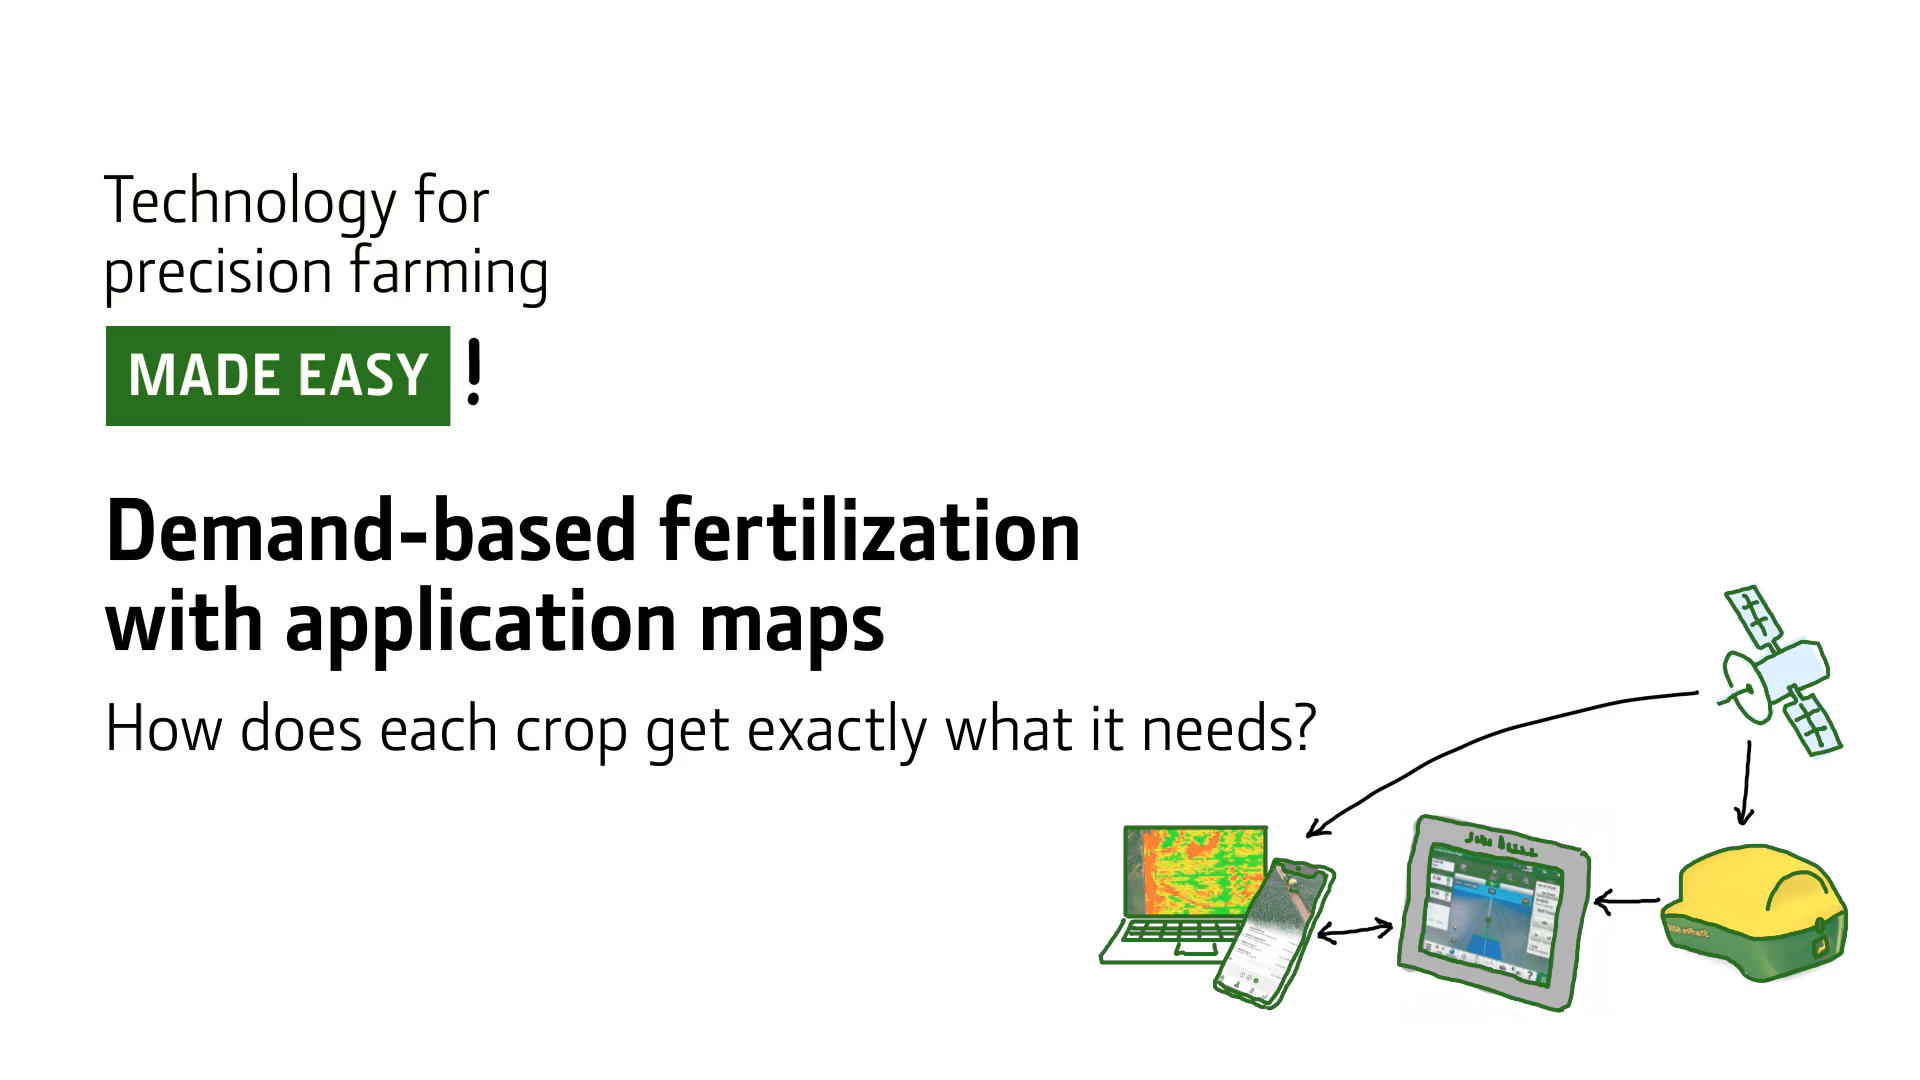 Technology for
precision farming
MADE EASY!
Demand-based fertilization
with application maps
How does each crop get exactly what it needs?